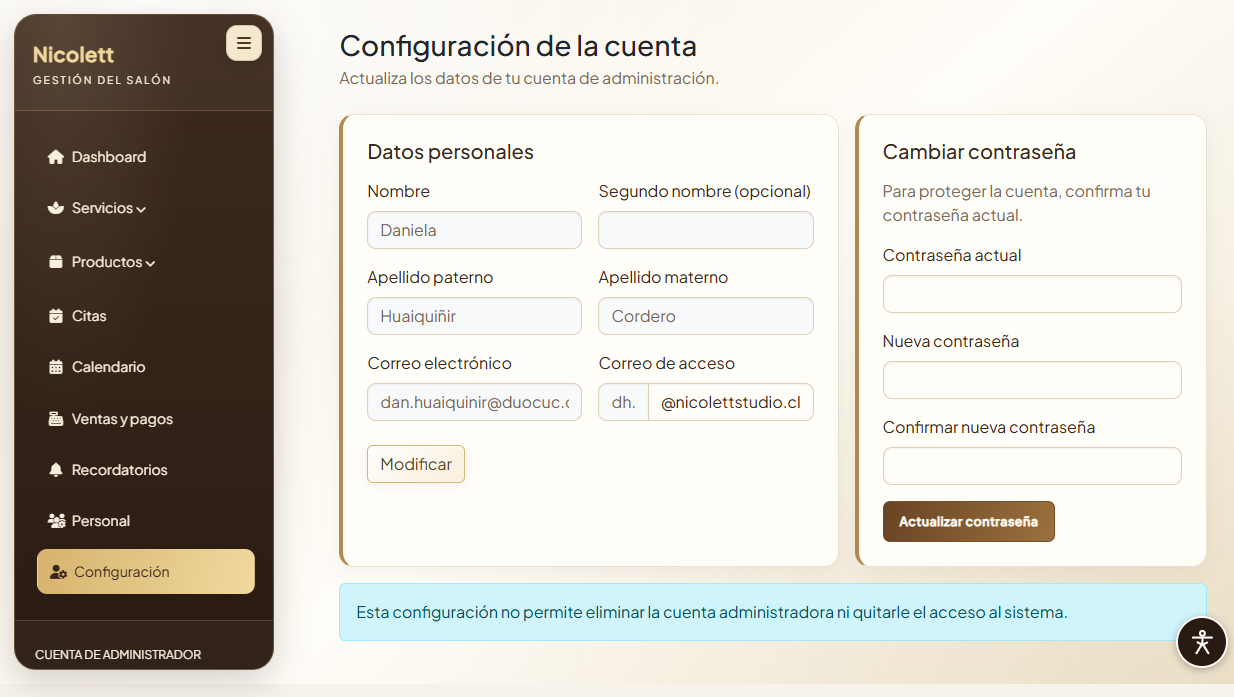 Nicolett
GESTIÓN DEL SALÓN
Dashboard
Servicios
Productos
Citas
Calendario
Ventas y pagos
Recordatorios
Personal
Configuración
CUENTA DE ADMINISTRADOR
Configuración de la cuenta
Actualiza los datos de tu cuenta de administración.
Datos personales
Nombre
Segundo nombre (opcional)
Daniela
Apellido paterno
Apellido materno
Huaiquiñir
Cordero
Correo electrónico
Correo de acceso
dan.huaiquinir@duocuc.c
dh.
@nicolettstudio.cl
Modificar
Cambiar contraseña
Para proteger la cuenta, confirma tu
contraseña actual.
Contraseña actual
Nueva contraseña
Confirmar nueva contraseña
Actualizar contraseña
Esta configuración no permite eliminar la cuenta administradora ni quitarle el acceso al sistema.